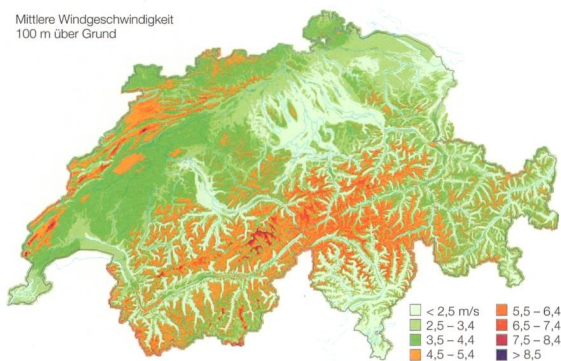 Mittlere Windgeschwindigkeit
100 m über Grund
< 2,5 m/s
2,5 – 3,4
3,5 – 4,4
4,5 – 5,4
5,5 – 6,4
6,5 – 7,4
7,5 – 8,4
> 8,5